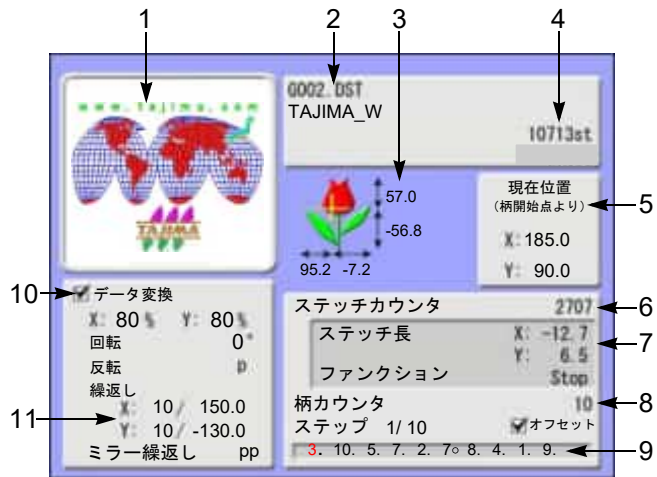 1
2
3
4
www.tajima.com
TAJIMA
G002.DST
TAJIMA_W
10713st
57.0
-56.8
95.2 -7.2
現在位置
(柄開始点より)
X: 185.0
Y: 90.0
5
10
データ変換
X: 80% Y: 80%
回転 0°
反転 p
繰返し
X: 10/ 150.0
Y: 10/ -130.0
ミラー繰返し pp
11
ステッチカウンタ 2707
6
ステッチ長 X: -12.7
Y: 6.5
7
ファンクション Stop
柄カウンタ 10
8
ステップ 1/10 オフセット
3. 10. 5. 7. 2. 7○ 8. 4. 1. 9.
9